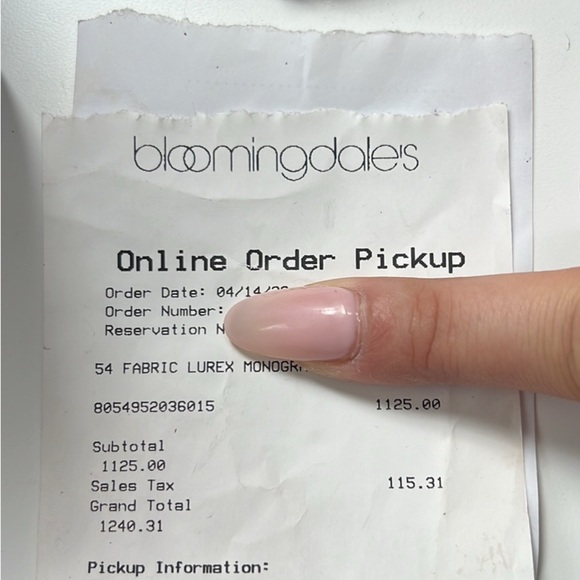 bloomingdale's
Online Order Pickup
Order Date: 04/14/
Order Number:
Reservation
54 FABRIC LUREX
8054952036015 1125.00
Subtotal
1125.00
Sales Tax 115.31
Grand Total
1240.31
Pickup Information: